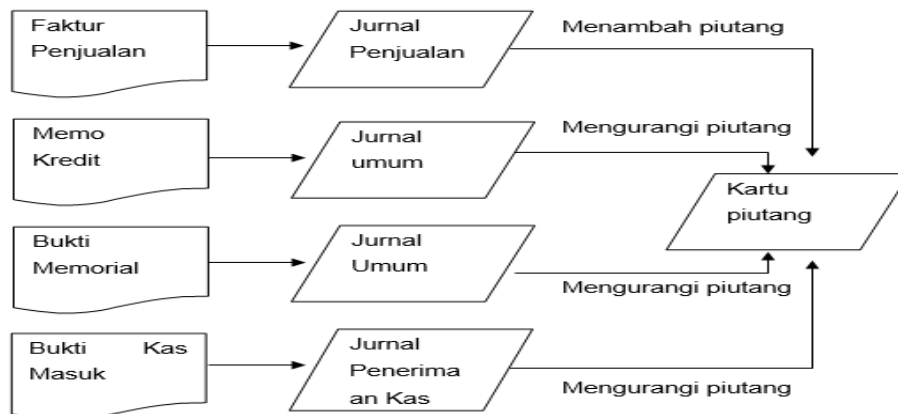 Faktur
Penjualan
Jurnal
Penjualan
Menambah piutang
Memo
Kredit
Jurnal
umum
Mengurangi piutang
Kartu
piutang
Bukti
Memorial
Jurnal
Umum
Mengurangi piutang
Bukti Kas
Masuk
Jurnal
Penerima
an Kas
Mengurangi piutang